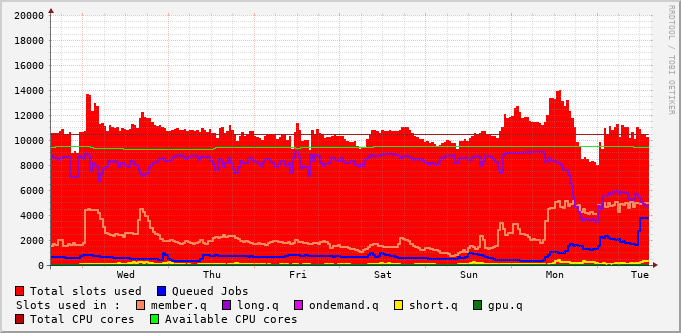 20000
18000
16000
14000
12000
10000
8000
6000
4000
2000
0
Wed Thu Fri Sat Sun Mon Tue
Total slots used Queued Jobs
Slots used in : member.q long.q ondemand.q short.q gpu.q
Total CPU cores Available CPU cores
RRDTOOL / TOBI OETIKER